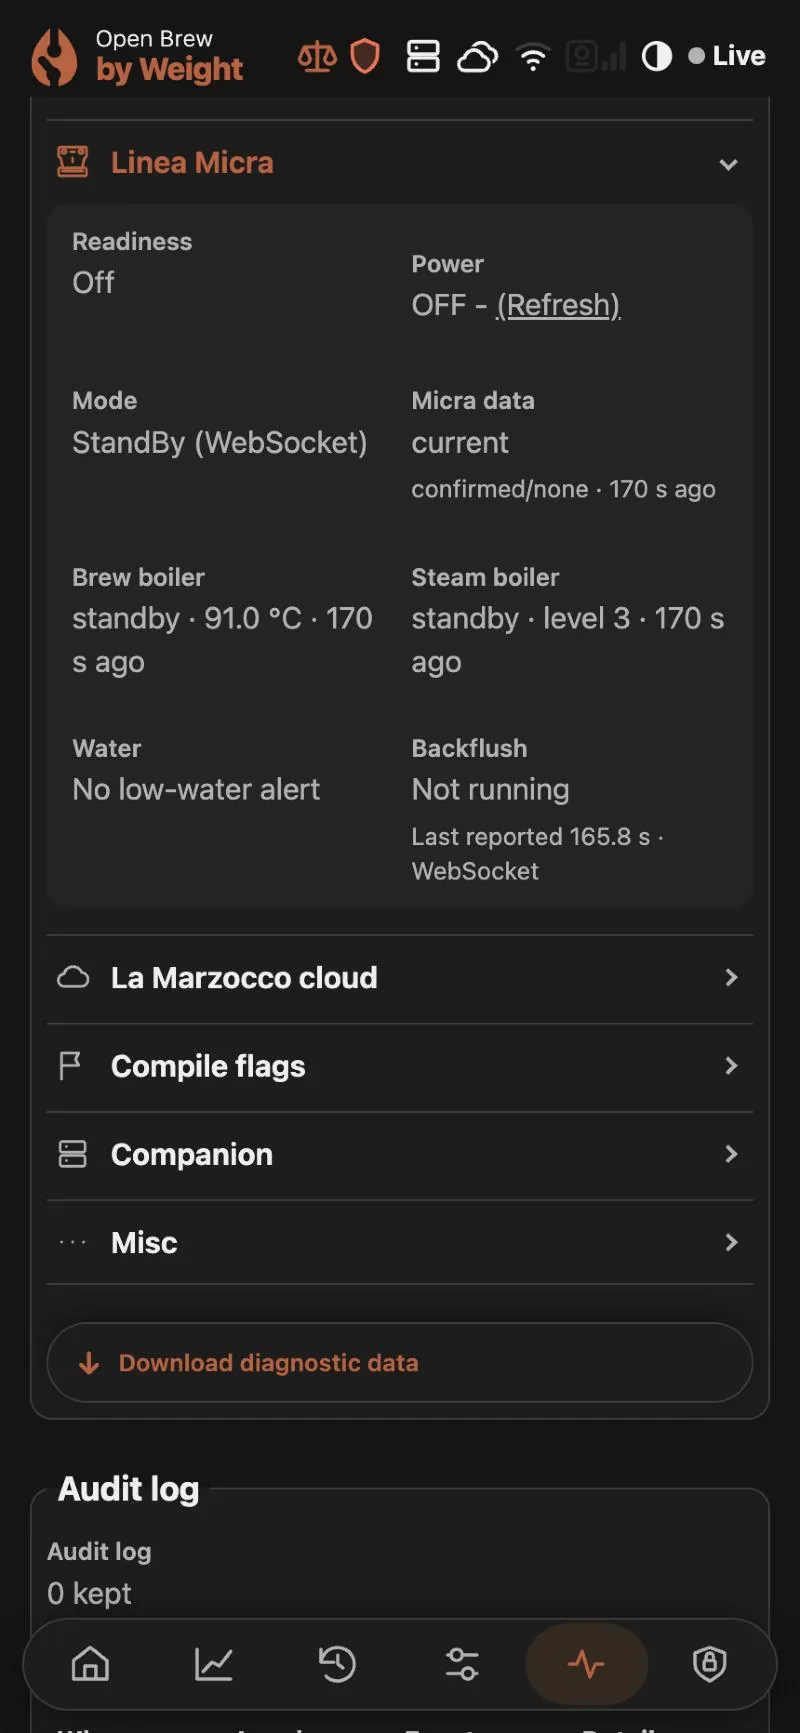 Open Brew
by Weight
Live
Linea Micra
Readiness
Off
Power
OFF - (Refresh)
Mode
StandBy (WebSocket)
Micra data
current
confirmed/none · 170 s ago
Brew boiler
standby · 91.0 °C · 170
s ago
Steam boiler
standby · level 3 · 170 s
ago
Water
No low-water alert
Backflush
Not running
Last reported 165.8 s ·
WebSocket
La Marzocco cloud
Compile flags
Companion
Misc
Download diagnostic data
Audit log
Audit log
0 kept